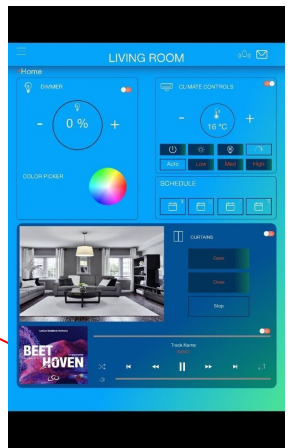 LIVING ROOM
Home
DIMMER
- 0 % +
COLOR PICKER
CLIMATE CONTROLS
- 16 °C +
Auto Low Med High
SCHEDULE
CURTAINS
Open
Close
Stop
BEET
HOVEN
LSO
Track Name